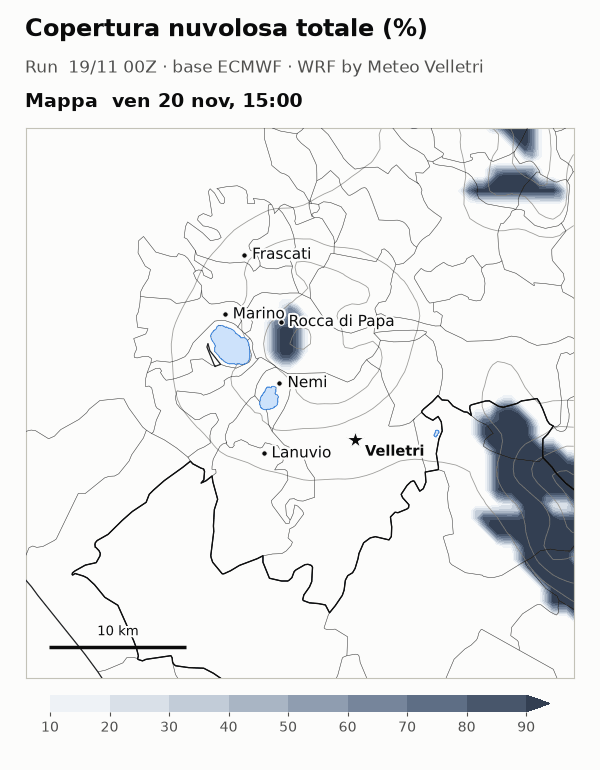 Copertura nuvolosa totale (%)
Run  19/11 00Z · base ECMWF · WRF by Meteo Velletri
Mappa  ven 20 nov, 15:00
Frascati
Marino
Rocca di Papa
Nemi
Velletri
Lanuvio
10 km
10 20 30 40 50 60 70 80 90